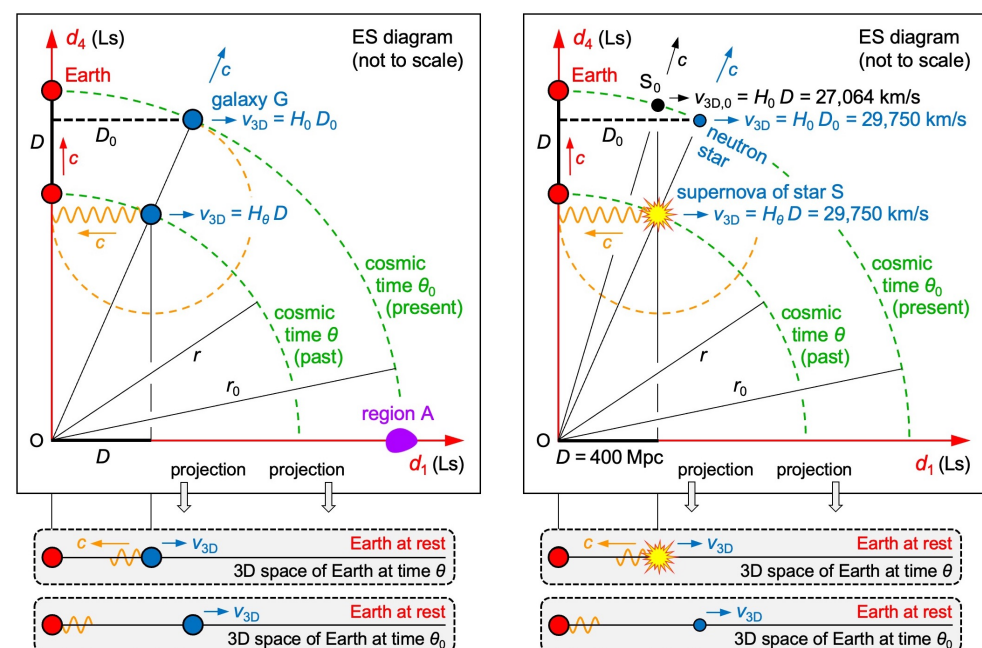 d₄ (Ls)
ES diagram
(not to scale)
Earth
c
galaxy G
v₃D = H₀ D₀
D₀
D
c
v₃D = Hθ D
c
cosmic
time θ₀
(present)
cosmic
time θ
(past)
r
r₀
region A
O
D
d₁ (Ls)
projection
projection
c
v₃D
Earth at rest
3D space of Earth at time θ
v₃D
Earth at rest
3D space of Earth at time θ₀
d₄ (Ls)
ES diagram
(not to scale)
Earth
c
c
S₀
v₃D,₀ = H₀ D = 27,064 km/s
v₃D = H₀ D₀ = 29,750 km/s
D₀
D
neutron
star
c
supernova of star S
v₃D = Hθ D = 29,750 km/s
c
cosmic
time θ₀
(present)
cosmic
time θ
(past)
r
r₀
O
D = 400 Mpc
d₁ (Ls)
projection
projection
c
v₃D
Earth at rest
3D space of Earth at time θ
v₃D
Earth at rest
3D space of Earth at time θ₀